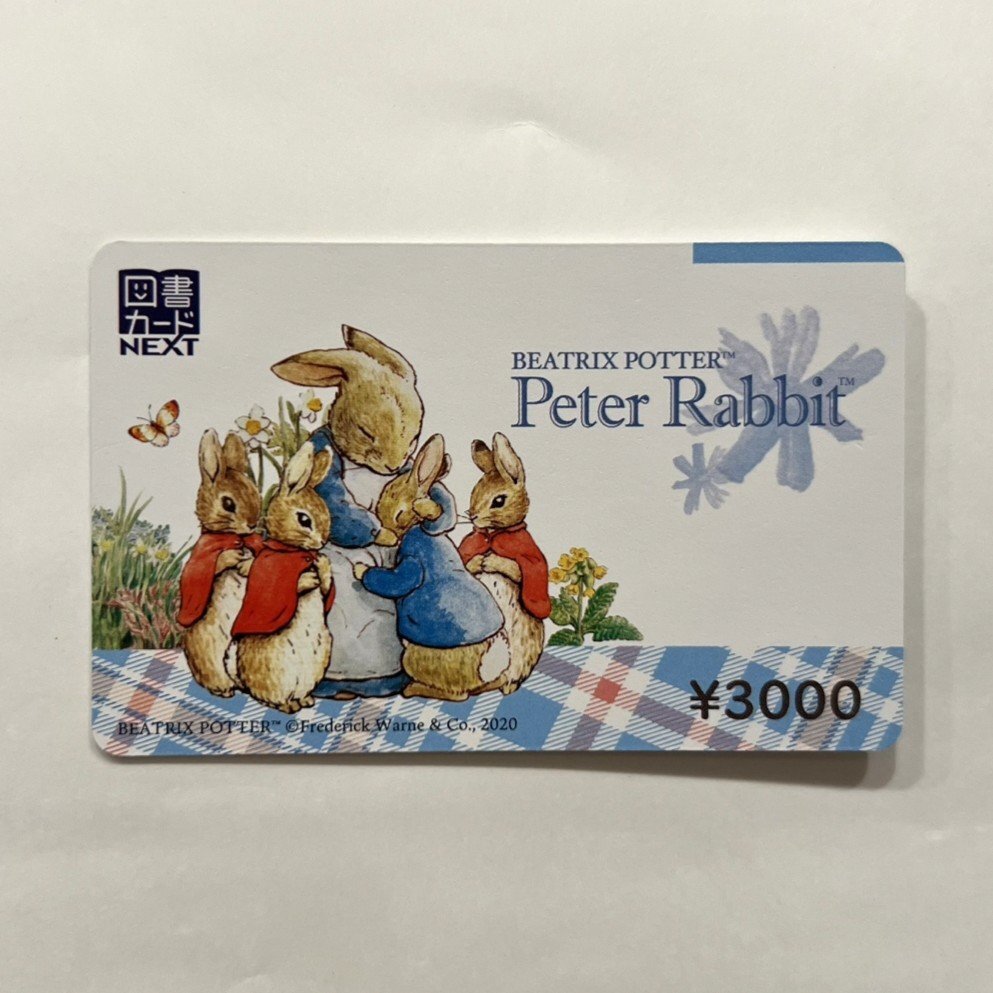 図書
カード
NEXT
BEATRIX POTTER™
Peter Rabbit™
¥3000
BEATRIX POTTER™ ©Frederick Warne & Co., 2020